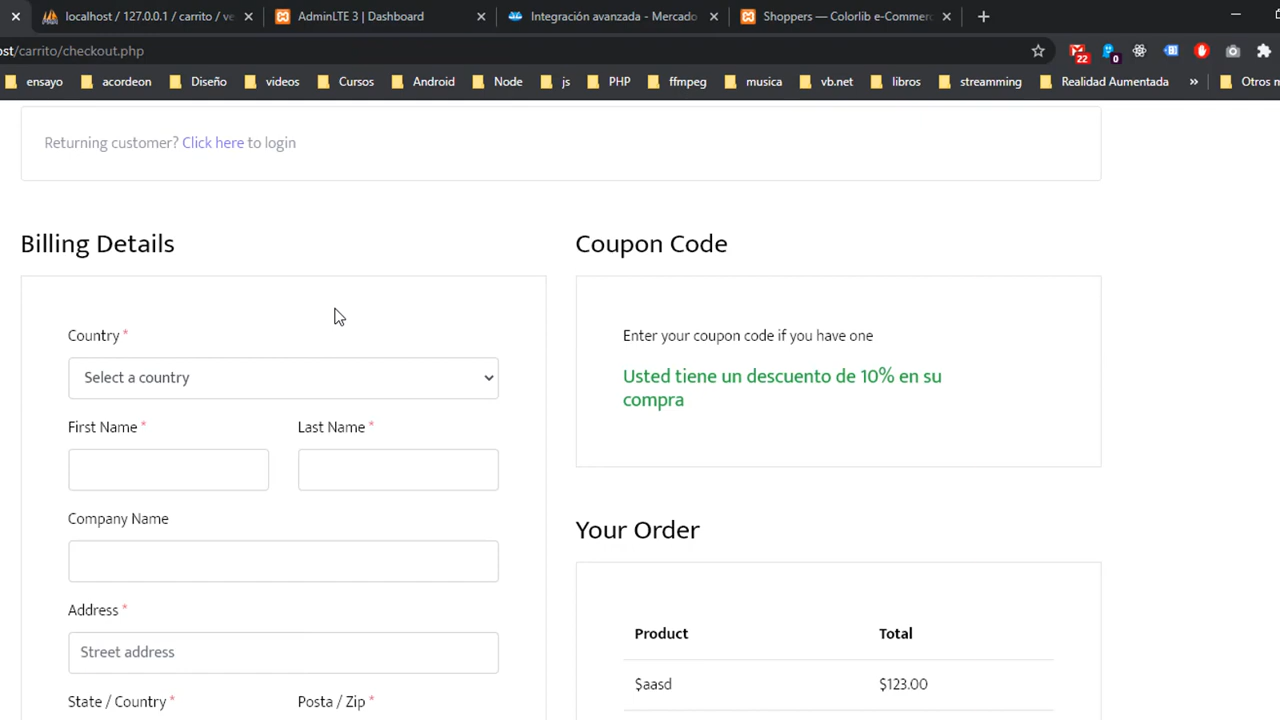 localhost / 127.0.0.1 / carrito / ve
AdminLTE 3 | Dashboard
Integración avanzada - Mercado
Shoppers — Colorlib e-Commerc
ost/carrito/checkout.php
22
0
ensayo
acordeon
Diseño
videos
Cursos
Android
Node
js
PHP
ffmpeg
musica
vb.net
libros
streamming
Realidad Aumentada
»
Otros m
Returning customer? Click here to login
Billing Details
Coupon Code
Country *
Enter your coupon code if you have one
Select a country
Usted tiene un descuento de 10% en su
compra
First Name *
Last Name *
Company Name
Your Order
Address *
Product
Total
Street address
$aasd
$123.00
State / Country *
Posta / Zip *